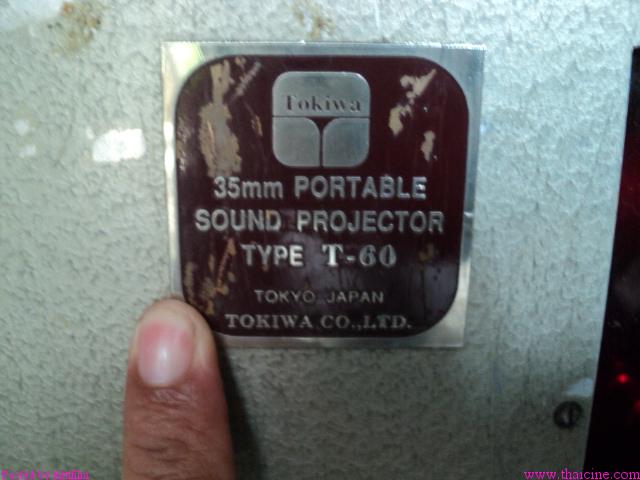 Tokiwa
35mm PORTABLE
SOUND PROJECTOR
TYPE T-60
TOKYO JAPAN
TOKIWA CO.,LTD.
www.thaicine.com